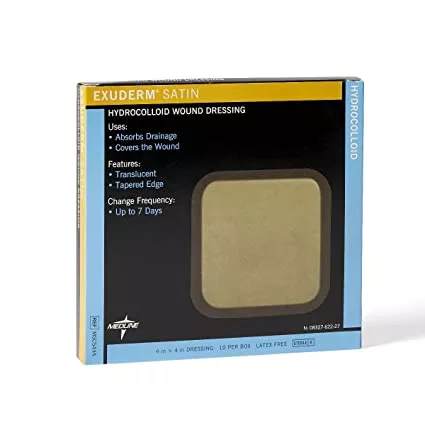 EXUDERM® SATIN
HYDROCOLLOID WOUND DRESSING
Uses:
• Absorbs Drainage
• Covers the Wound
Features:
• Translucent
• Tapered Edge
Change Frequency:
• Up to 7 Days
HYDROCOLLOID
MEDLINE
4 in × 4 in DRESSING 10 PER BOX LATEX FREE
REF